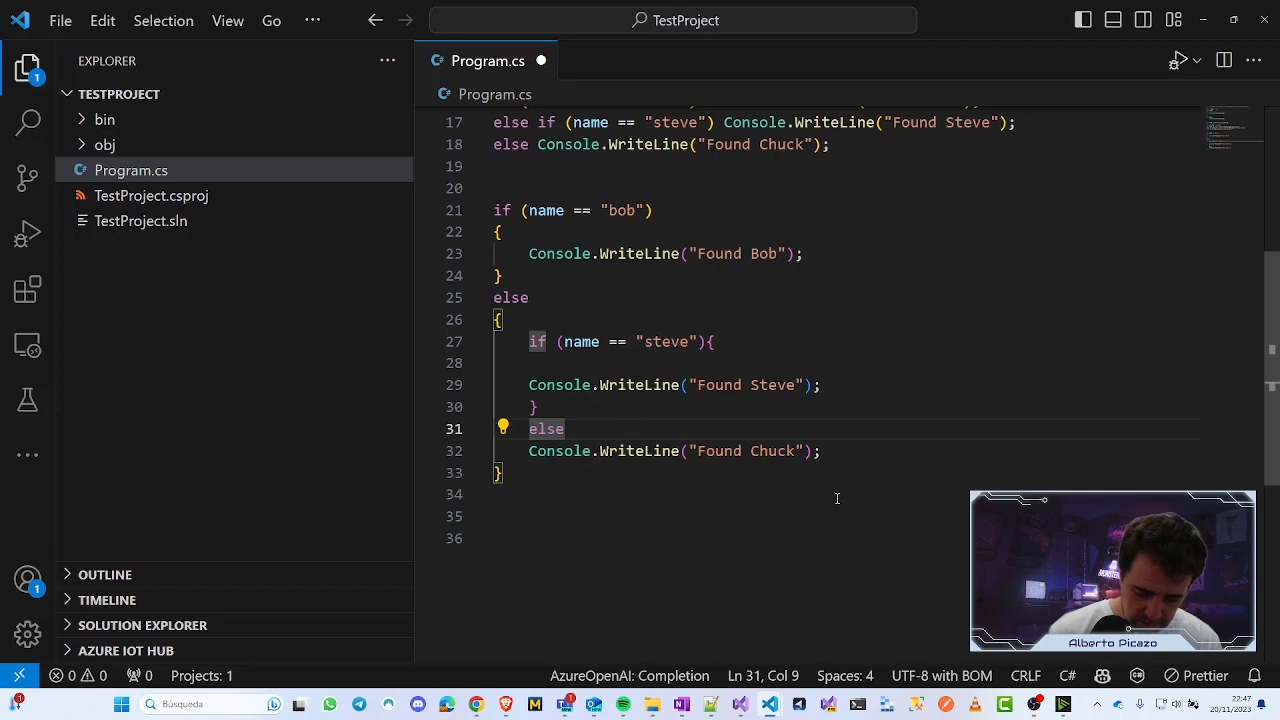 File Edit Selection View Go ··· TestProject
EXPLORER ···
TESTPROJECT
bin
obj
Program.cs
TestProject.csproj
TestProject.sln
OUTLINE
TIMELINE
SOLUTION EXPLORER
AZURE IOT HUB
1
1
Program.cs
Program.cs
17 else if (name == "steve") Console.WriteLine("Found Steve");
18 else Console.WriteLine("Found Chuck");
19
20
21 if (name == "bob")
22 {
23 Console.WriteLine("Found Bob");
24 }
25 else
26 {
27 if (name == "steve"){
28
29 Console.WriteLine("Found Steve");
30 }
31 else
32 Console.WriteLine("Found Chuck");
33 }
34
35
36
Alberto Picazo
0 0 0 Projects: 1 AzureOpenAI: Completion Ln 31, Col 9 Spaces: 4 UTF-8 with BOM CRLF C# Prettier
Búsqueda
20:11:47
20/11/2023